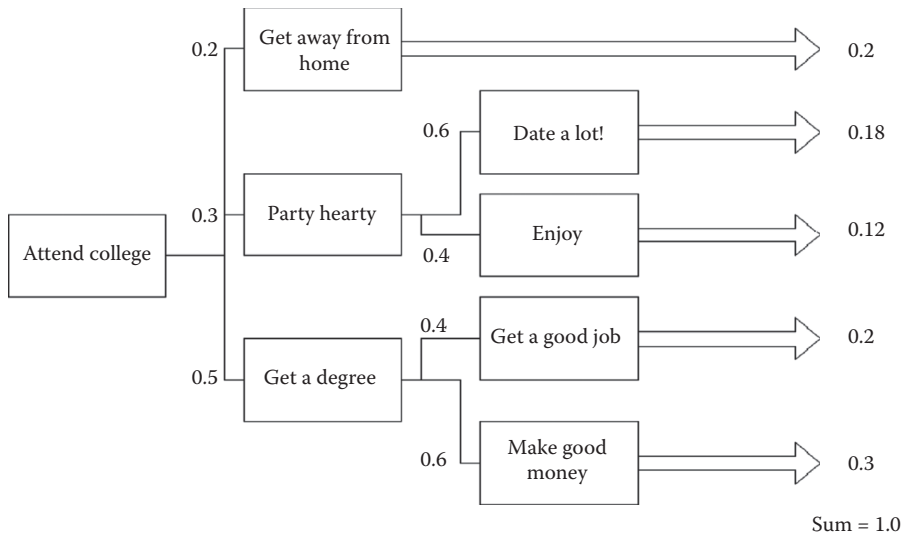 0.2
Get away from
home
0.2
0.6
Date a lot!
0.18
0.3
Party hearty
Enjoy
0.12
0.4
Attend college
0.4
Get a good job
0.2
0.5
Get a degree
0.6
Make good
money
0.3
Sum = 1.0